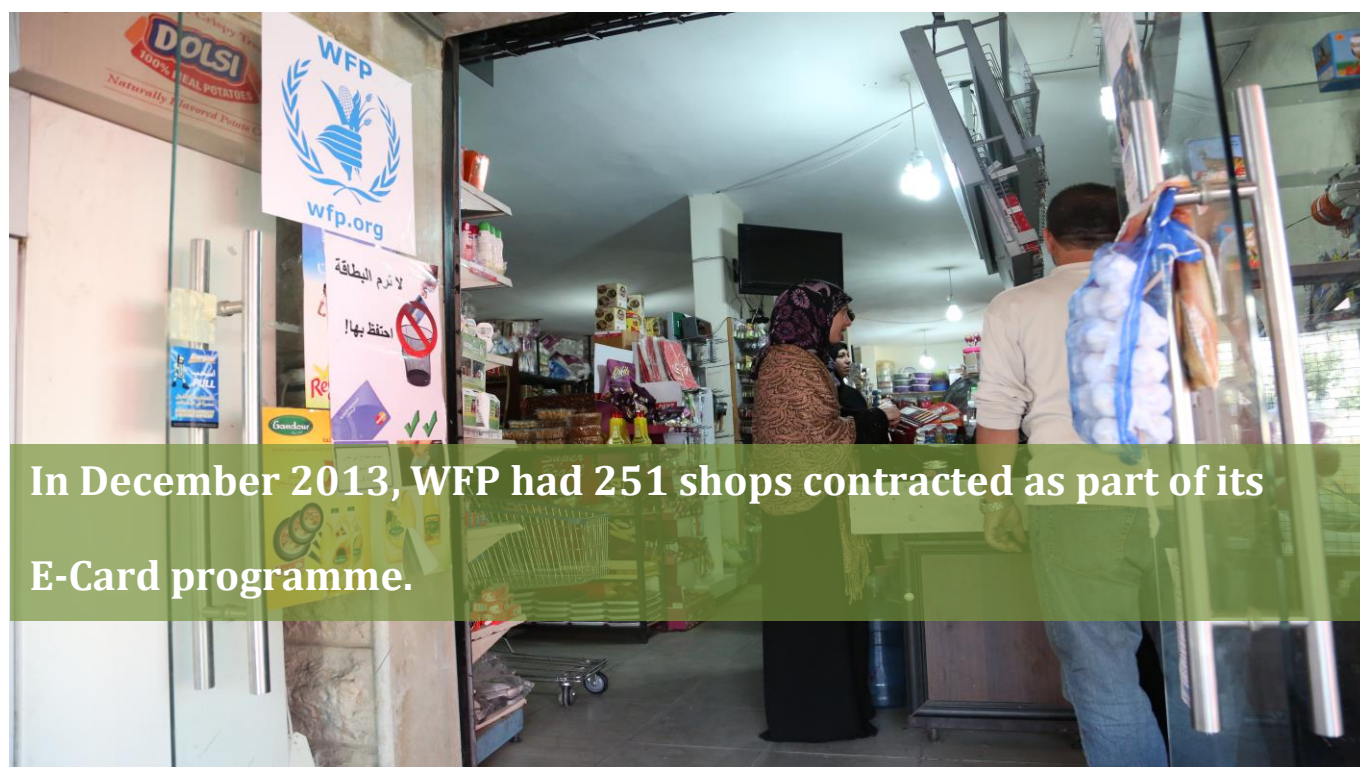 DOLSI
100% REAL POTATOES
Naturally Flavored Potato
WFP
wfp.org
لا ترم البطاقة
احتفظ بها!
PULL
Gandour
In December 2013, WFP had 251 shops contracted as part of its
E-Card programme.